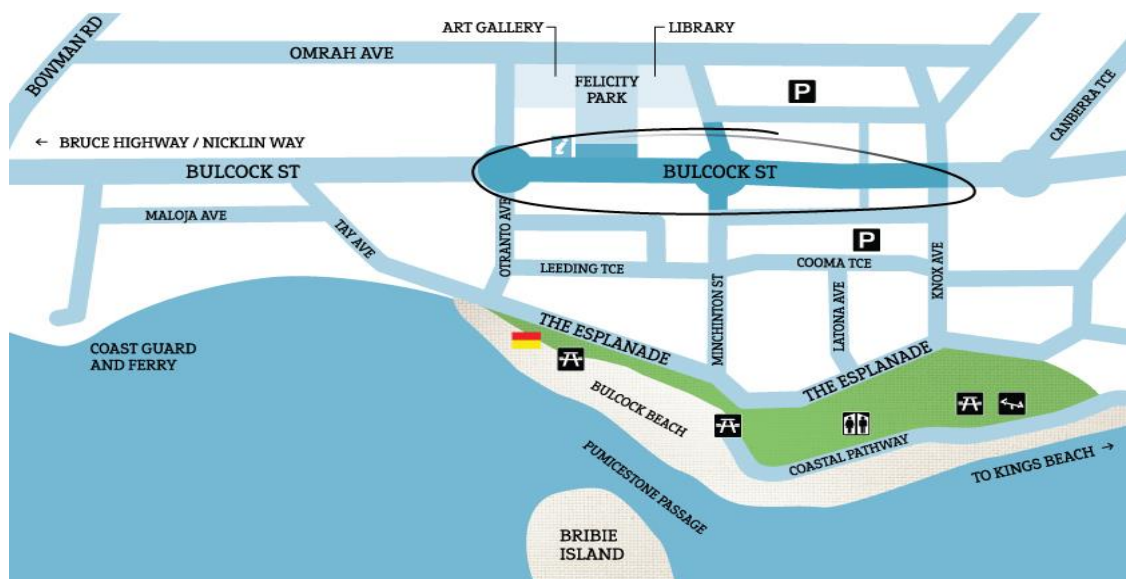 ART GALLERY
LIBRARY
BOWMAN RD
OMRAH AVE
FELICITY
PARK
P
CANBERRA TCE
← BRUCE HIGHWAY / NICKLIN WAY
i
BULCOCK ST
BULCOCK ST
MALOJA AVE
TAY AVE
OTRANTO AVE
LEEDING TCE
MINCHINTON ST
P
COOMA TCE
LATONA AVE
KNOX AVE
COAST GUARD
AND FERRY
THE ESPLANADE
THE ESPLANADE
BULCOCK BEACH
COASTAL PATHWAY
PUMICESTONE PASSAGE
TO KINGS BEACH →
BRIBIE
ISLAND